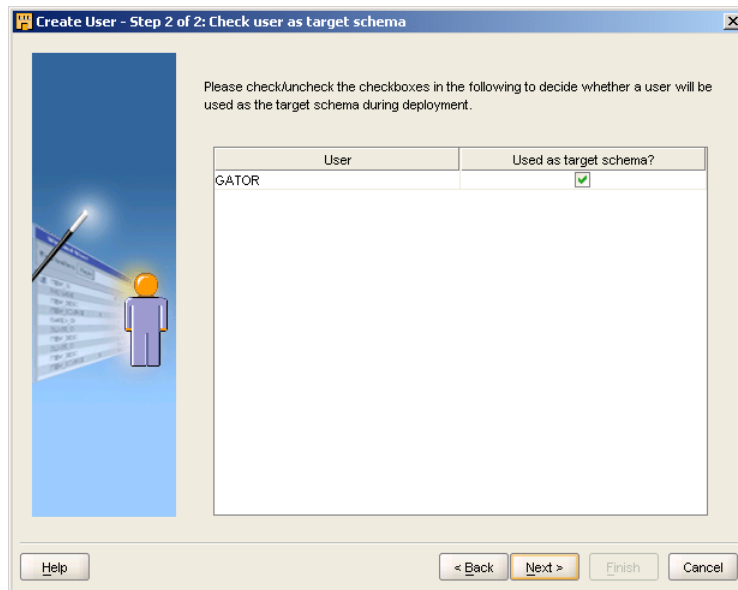 Create User - Step 2 of 2: Check user as target schema
Please check/uncheck the checkboxes in the following to decide whether a user will be
used as the target schema during deployment.
User Used as target schema?
GATOR
Help < Back Next > Finish Cancel